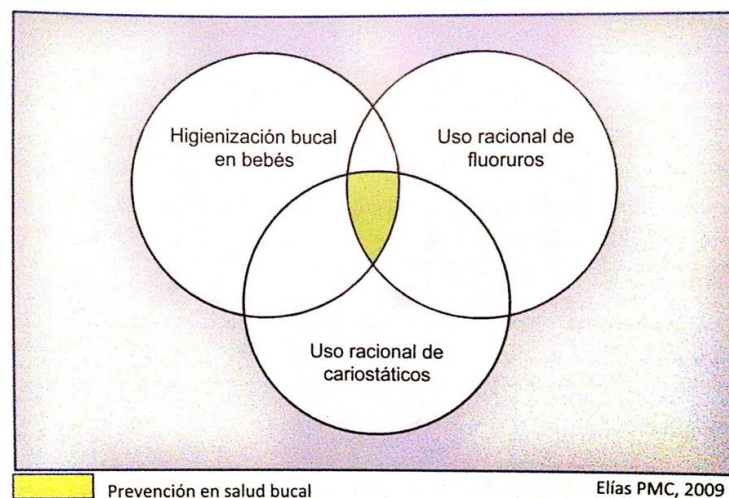 Higienización bucal
en bebés
Uso racional de
fluoruros
Uso racional de
cariostáticos
Prevención en salud bucal
Elías PMC, 2009